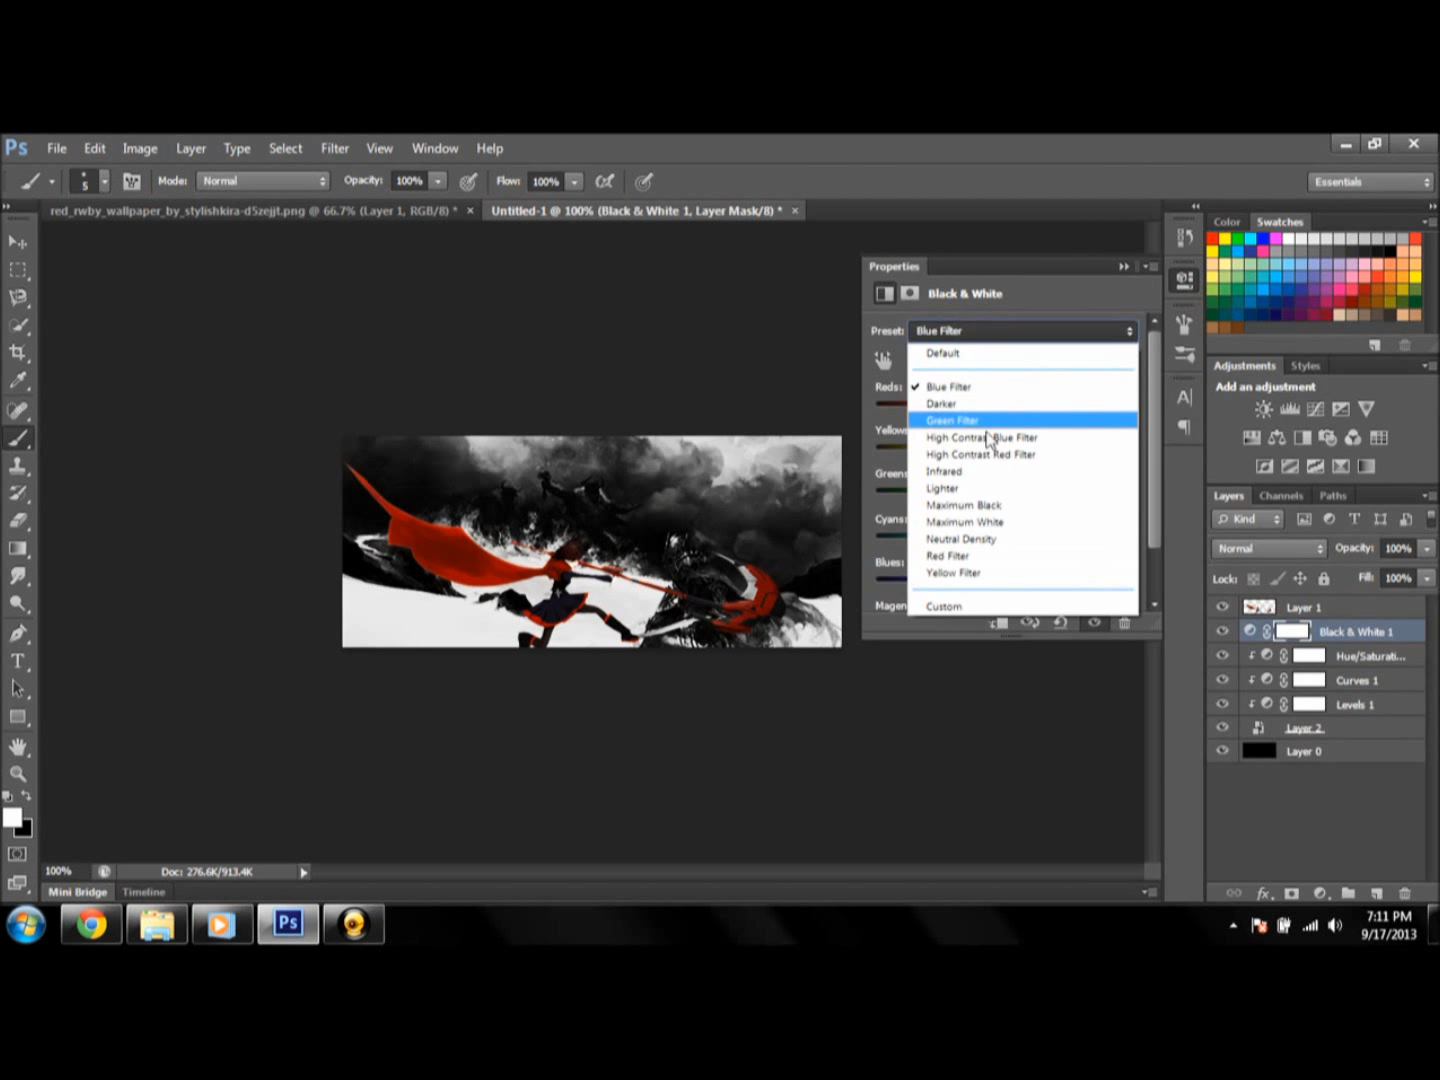 Ps File Edit Image Layer Type Select Filter View Window Help
5 Mode: Normal Opacity: 100% Flow: 100% Essentials
red_rwby_wallpaper_by_stylishkira-d5zejjt.png @ 66.7% (Layer 1, RGB/8) * × Untitled-1 @ 100% (Black & White 1, Layer Mask/8) * ×
Color Swatches
Properties
Black & White
Preset: Blue Filter
Default
Reds:
Blue Filter
Darker
Green Filter
Yellow
High Contrast Blue Filter
High Contrast Red Filter
Greens
Infrared
Lighter
Maximum Black
Cyans:
Maximum White
Neutral Density
Blues:
Red Filter
Yellow Filter
Magen
Custom
Adjustments Styles
Add an adjustment
Layers Channels Paths
Kind
Normal Opacity: 100%
Lock: Fill: 100%
Layer 1
Black & White 1
Hue/Saturati...
Curves 1
Levels 1
Layer 2
Layer 0
100% Doc: 276.6K/913.4K
Mini Bridge Timeline
Ps
7:11 PM
9/17/2013